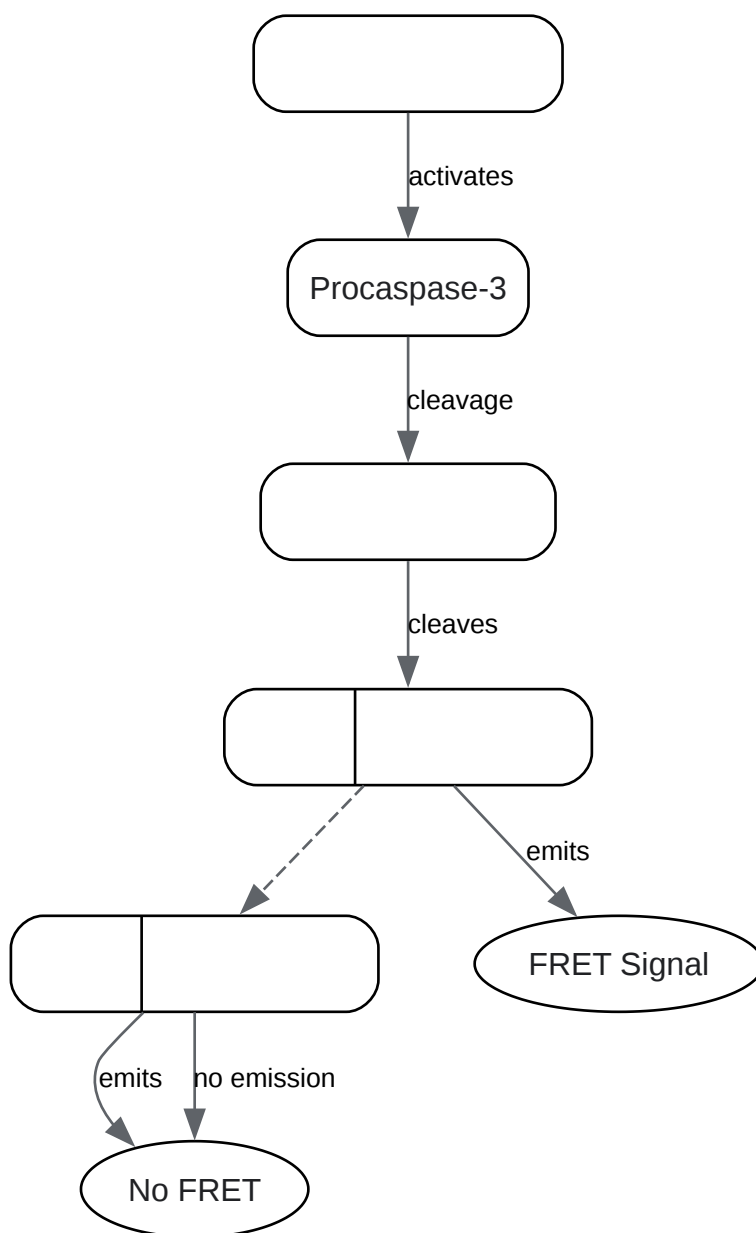 activates
Procaspase-3
cleavage
cleaves
emits
FRET Signal
emits
no emission
No FRET